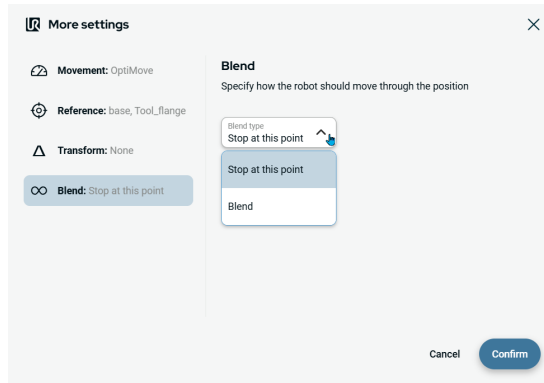 UR More settings
Movement: OptiMove
Reference: base, Tool_flange
Transform: None
Blend: Stop at this point
Blend
Specify how the robot should move through the position
Blend type
Stop at this point
Stop at this point
Blend
Cancel
Confirm